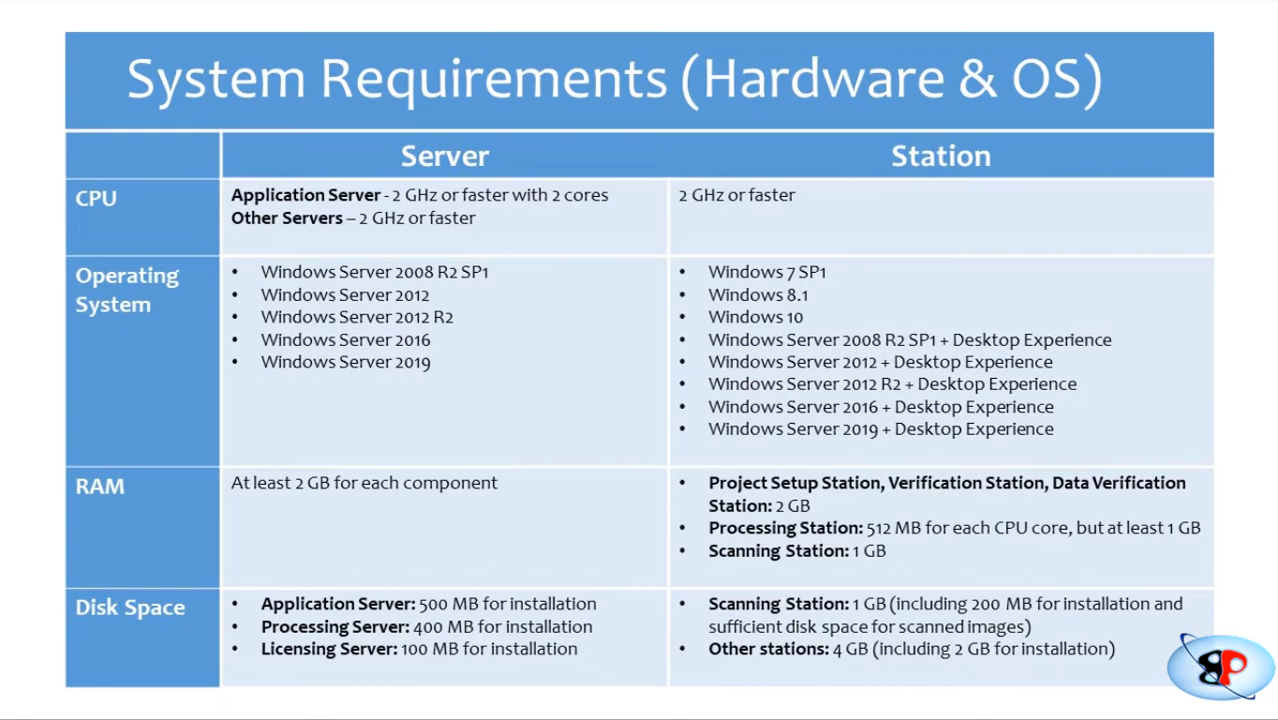 System Requirements (Hardware & OS)
Server
Station
CPU
Application Server - 2 GHz or faster with 2 cores
Other Servers – 2 GHz or faster
2 GHz or faster
Operating
System
• Windows Server 2008 R2 SP1
• Windows Server 2012
• Windows Server 2012 R2
• Windows Server 2016
• Windows Server 2019
• Windows 7 SP1
• Windows 8.1
• Windows 10
• Windows Server 2008 R2 SP1 + Desktop Experience
• Windows Server 2012 + Desktop Experience
• Windows Server 2012 R2 + Desktop Experience
• Windows Server 2016 + Desktop Experience
• Windows Server 2019 + Desktop Experience
RAM
At least 2 GB for each component
• Project Setup Station, Verification Station, Data Verification
Station: 2 GB
• Processing Station: 512 MB for each CPU core, but at least 1 GB
• Scanning Station: 1 GB
Disk Space
• Application Server: 500 MB for installation
• Processing Server: 400 MB for installation
• Licensing Server: 100 MB for installation
• Scanning Station: 1 GB (including 200 MB for installation and
sufficient disk space for scanned images)
• Other stations: 4 GB (including 2 GB for installation)
BP